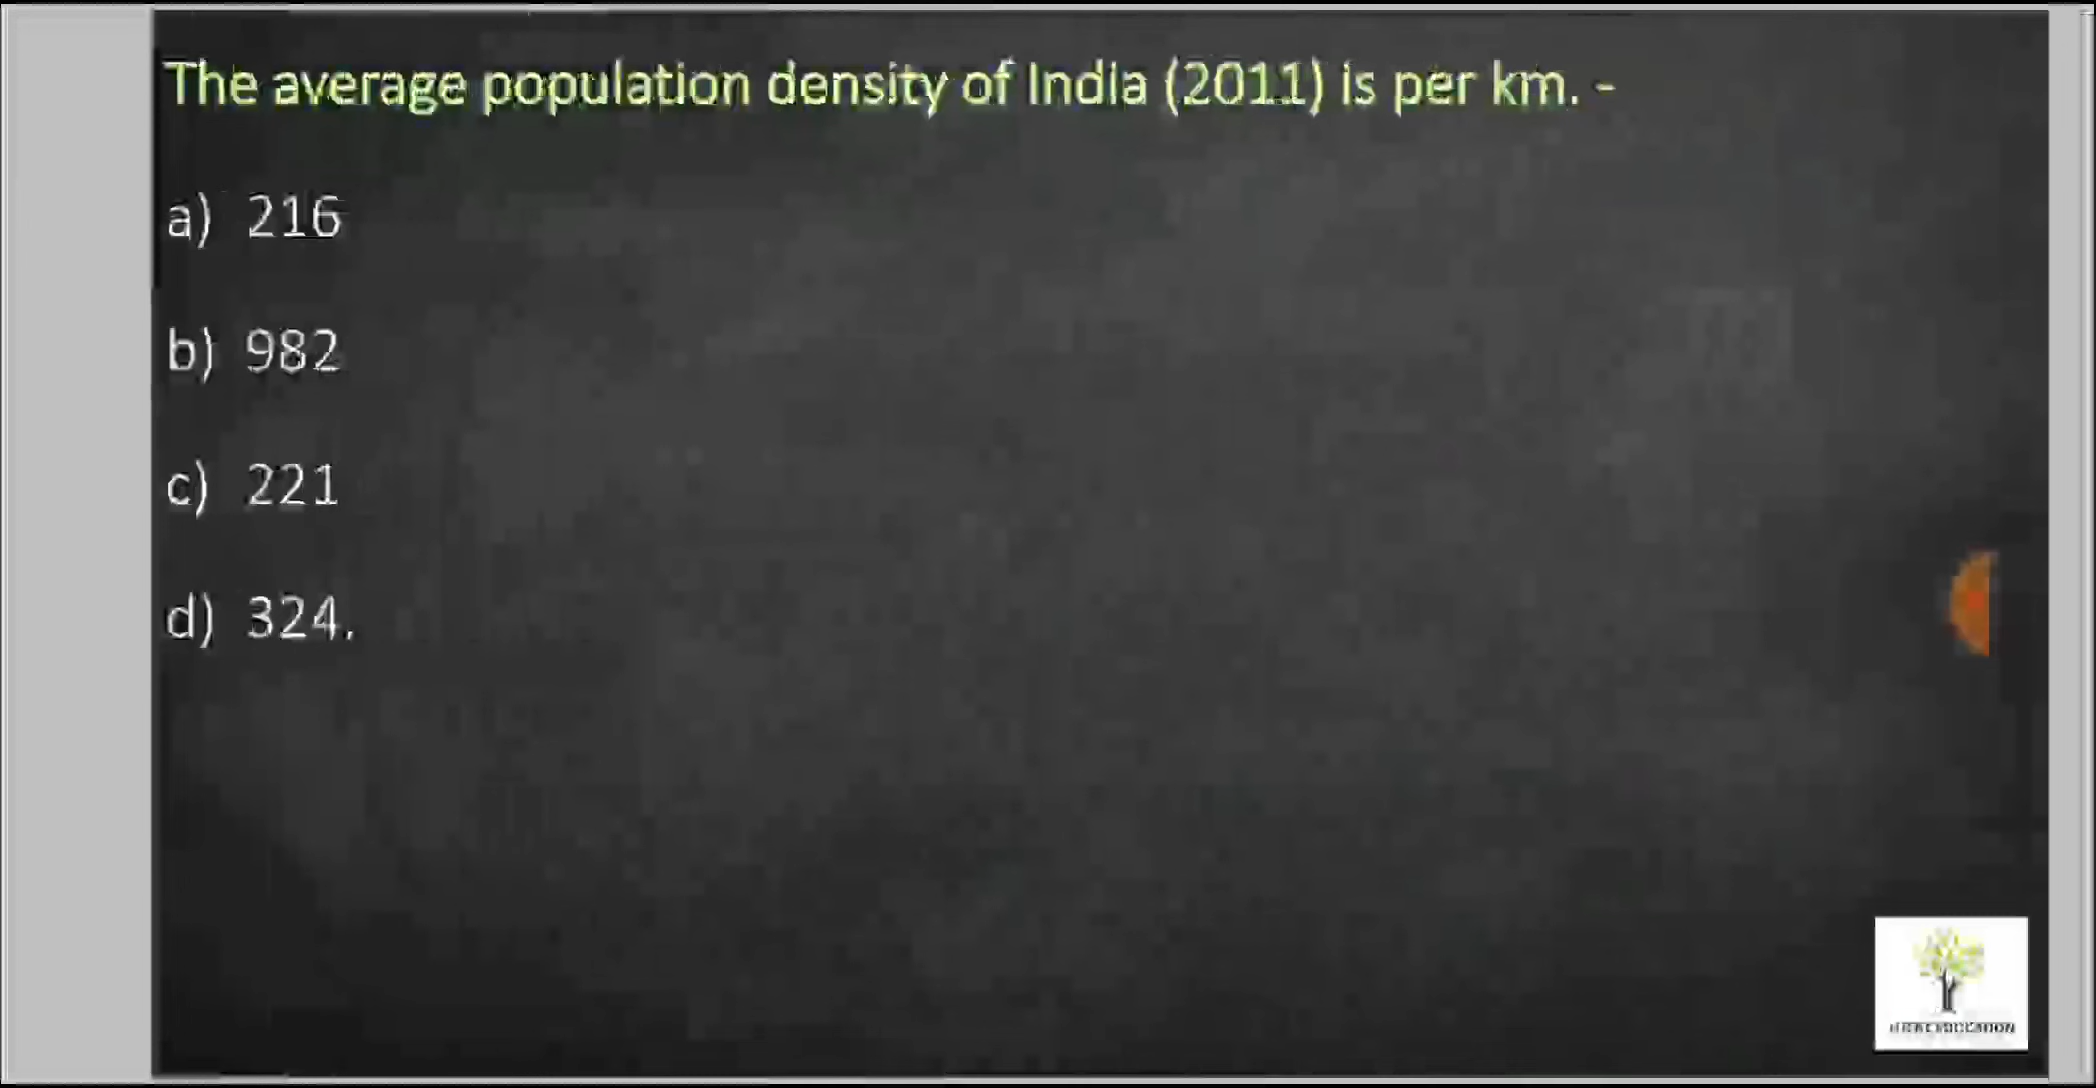 The average population density of India (2011) is per km. -
a) 216
b) 982
c) 221
d) 324.